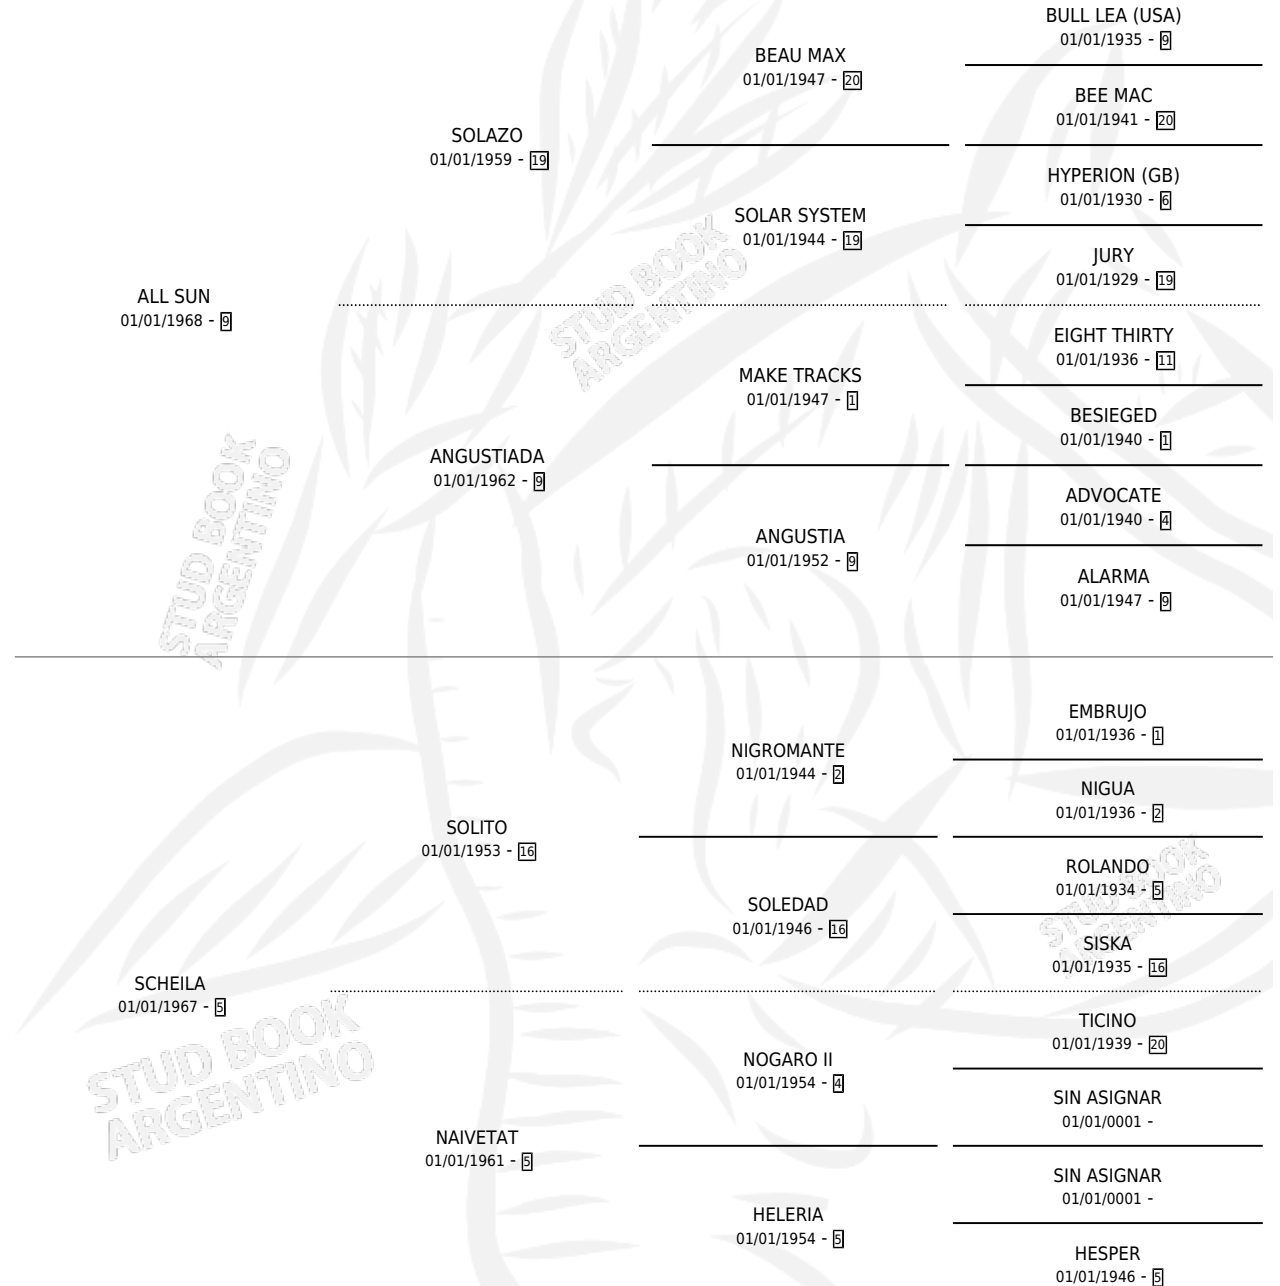 BULL LEA (USA)
01/01/1935 - 9
BEAU MAX
01/01/1947 - 20
BEE MAC
01/01/1941 - 20
SOLAZO
01/01/1959 - 19
HYPERION (GB)
01/01/1930 - 6
SOLAR SYSTEM
01/01/1944 - 19
JURY
01/01/1929 - 19
ALL SUN
01/01/1968 - 9
EIGHT THIRTY
01/01/1936 - 11
MAKE TRACKS
01/01/1947 - 1
BESIEGED
01/01/1940 - 1
ANGUSTIADA
01/01/1962 - 9
ADVOCATE
01/01/1940 - 4
ANGUSTIA
01/01/1952 - 9
ALARMA
01/01/1947 - 9
STUD BOOK
ARGENTINO
STUD BOOK
ARGENTINO
EMBRUJO
01/01/1936 - 1
NIGROMANTE
01/01/1944 - 2
NIGUA
01/01/1936 - 2
SOLITO
01/01/1953 - 16
ROLANDO
01/01/1934 - 5
SOLEDAD
01/01/1946 - 16
SISKA
01/01/1935 - 16
SCHEILA
01/01/1967 - 5
TICINO
01/01/1939 - 20
NOGARO II
01/01/1954 - 4
SIN ASIGNAR
01/01/0001 -
NAIVETAT
01/01/1961 - 5
SIN ASIGNAR
01/01/0001 -
HELERIA
01/01/1954 - 5
HESPER
01/01/1946 - 5
STUD BOOK
ARGENTINO
STUD BOOK
ARGENTINO